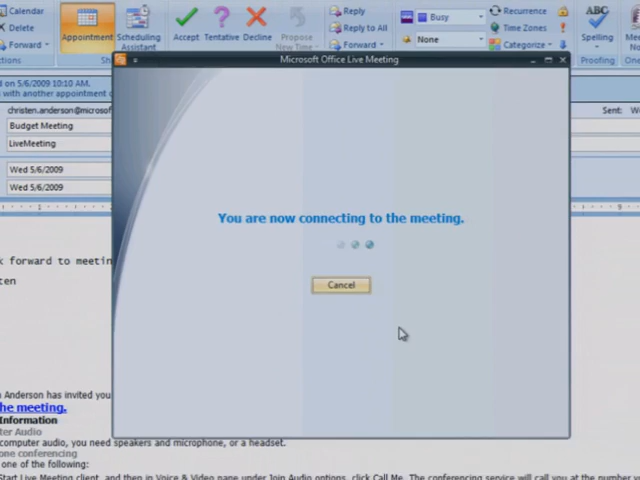 Calendar
Delete
Forward
Appointment
Scheduling
Assistant
Accept
Tentative
Decline
Propose
New Time
Reply
Reply to All
Forward
Busy
None
Recurrence
Time Zones
Categorize
ABC
Spelling
Proofing
d on 5/6/2009 10:10 AM.
with another appointment
christen.anderson@microsof
Sent: We
Budget Meeting
LiveMeeting
Wed 5/6/2009
Wed 5/6/2009
Microsoft Office Live Meeting
You are now connecting to the meeting.
Cancel
k forward to meetin
ten
n Anderson has invited you
he meeting.
Information
ter Audio
computer audio, you need speakers and microphone, or a headset.
one conferencing
one of the following:
Start Live Meeting client, and then in Voice & Video pane under Join Audio options, click Call Me. The conferencing service will call you at the number